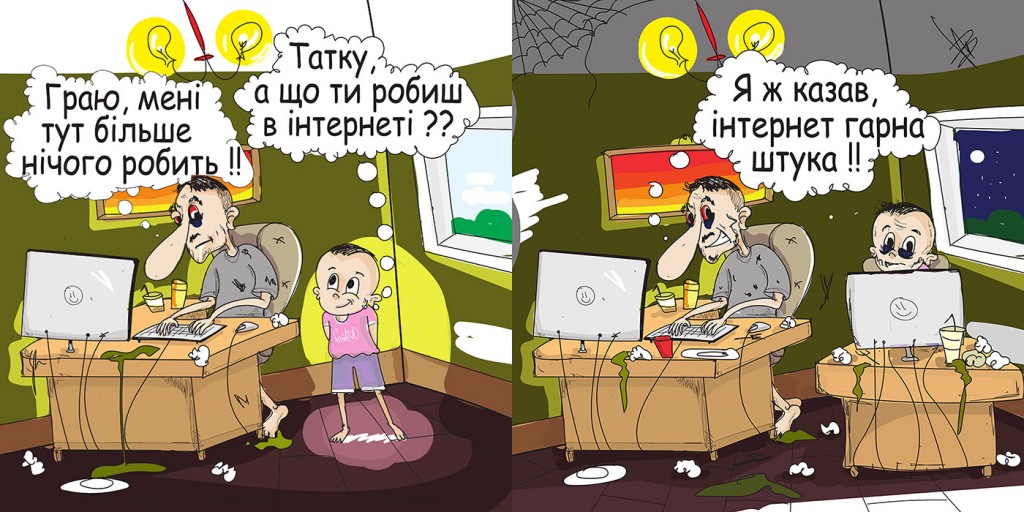 Татку,
а що ти робиш
в інтернеті ??
Граю, мені
тут більше
нічого робить !!
Я ж казав,
інтернет гарна
штука !!